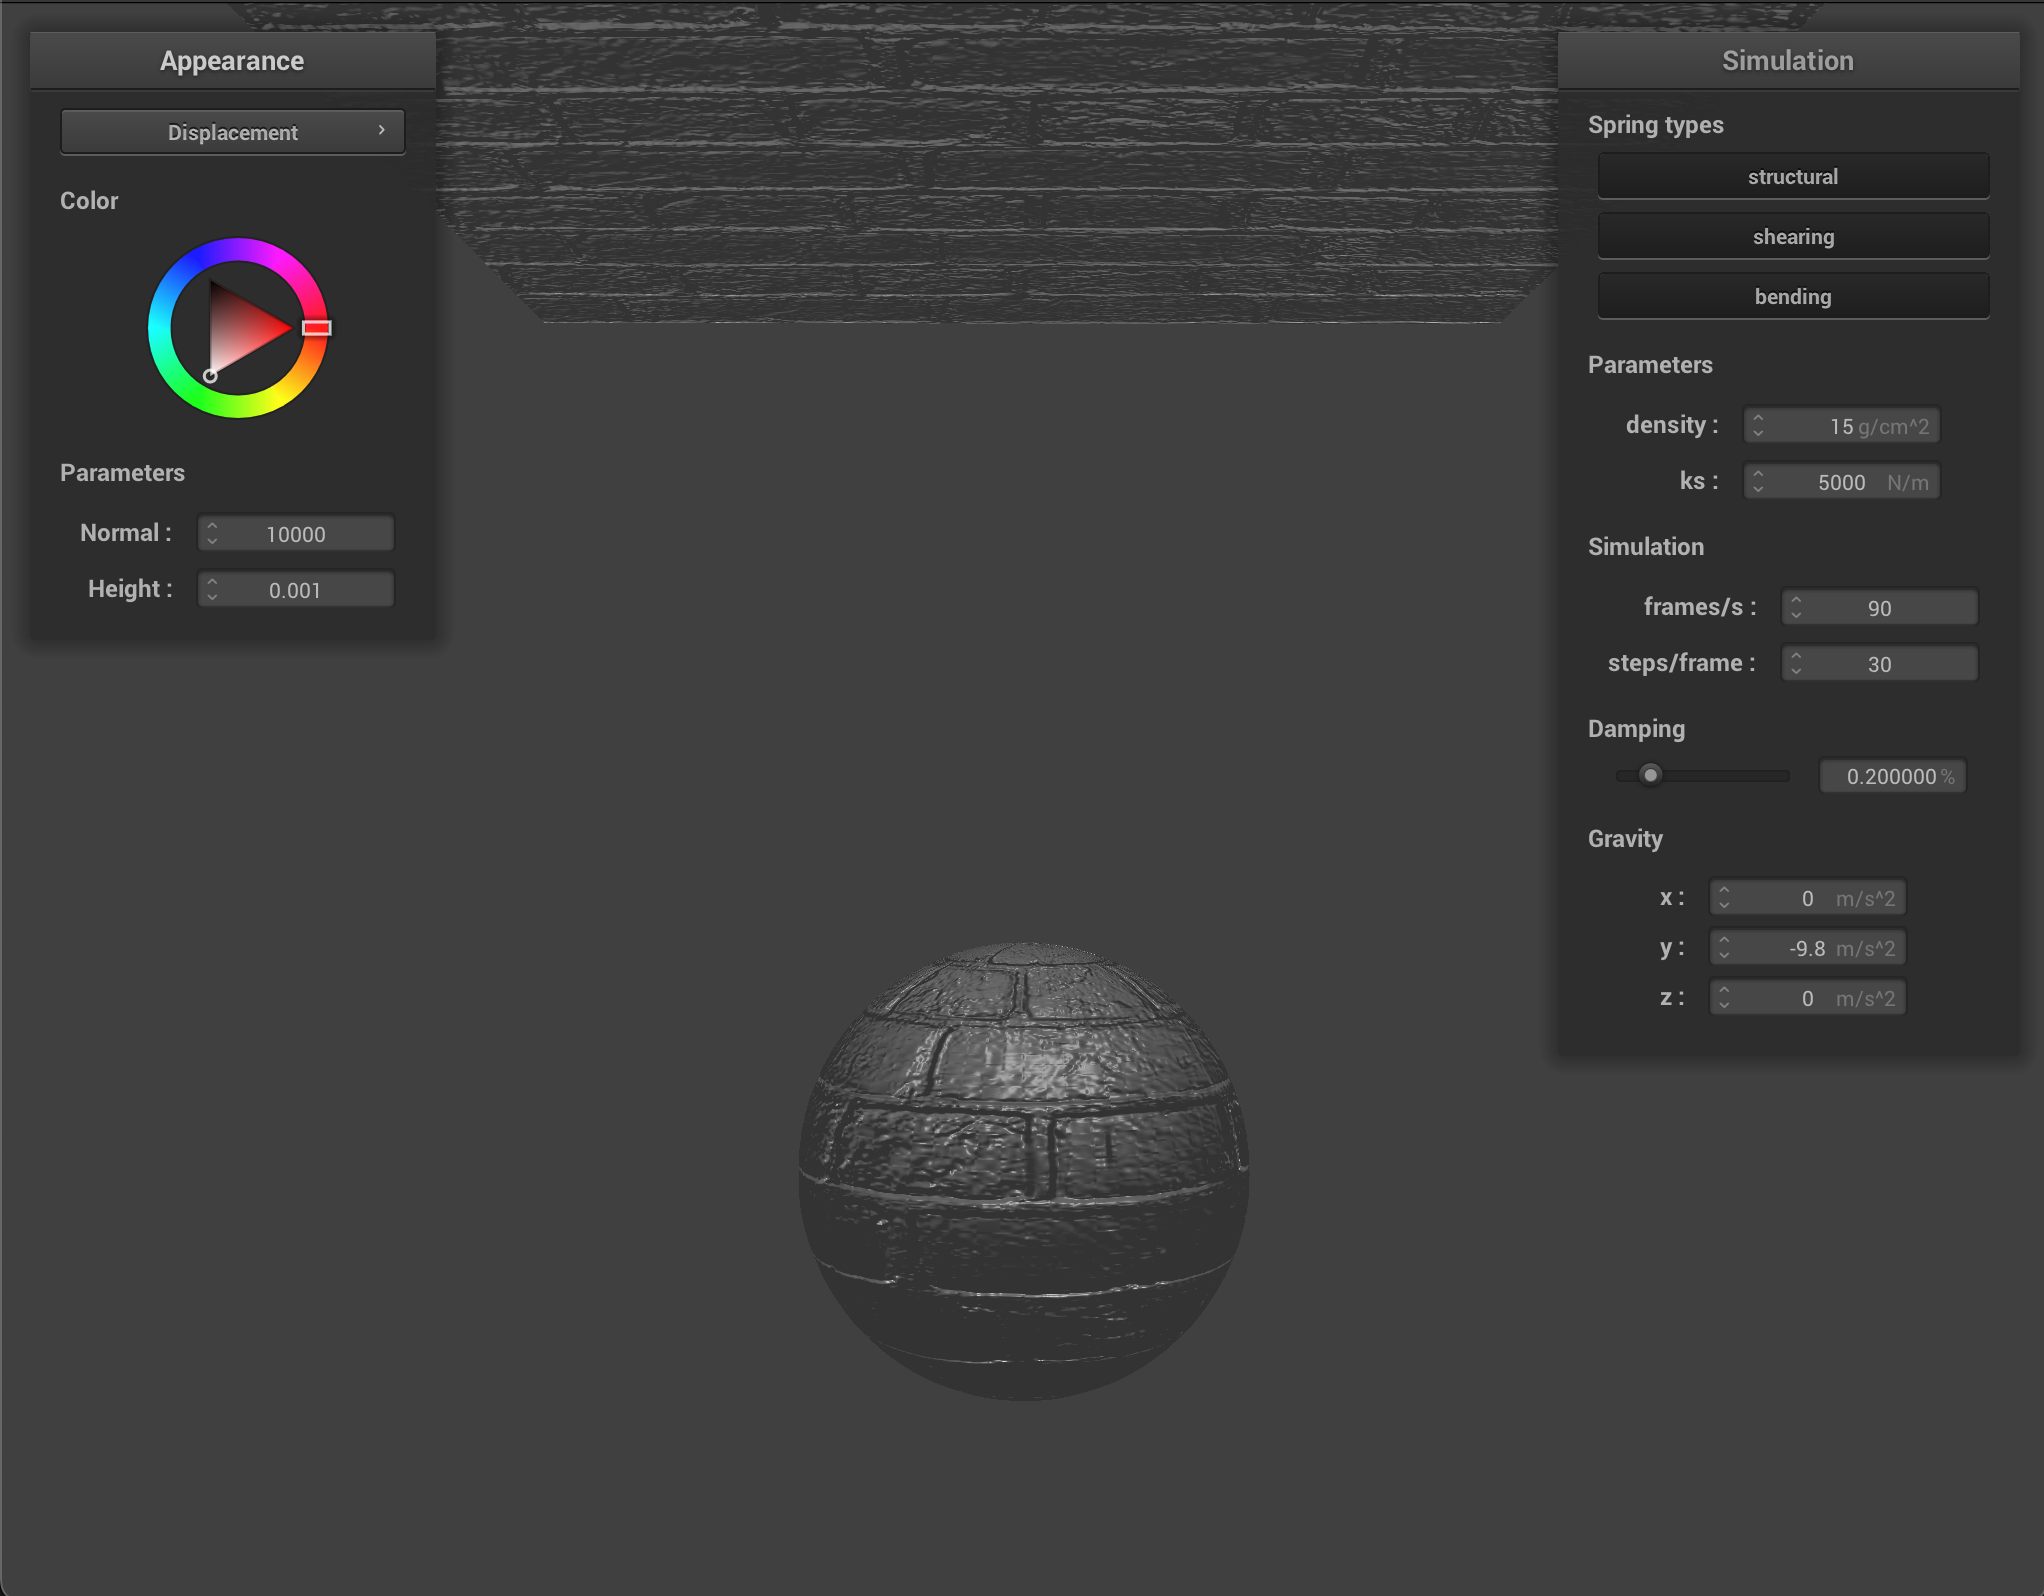 Appearance
Displacement
Color
Parameters
Normal : 10000
Height : 0.001
Simulation
Spring types
structural
shearing
bending
Parameters
density : 15 g/cm^2
ks : 5000 N/m
Simulation
frames/s : 90
steps/frame : 30
Damping
0.200000 %
Gravity
x : 0 m/s^2
y : -9.8 m/s^2
z : 0 m/s^2